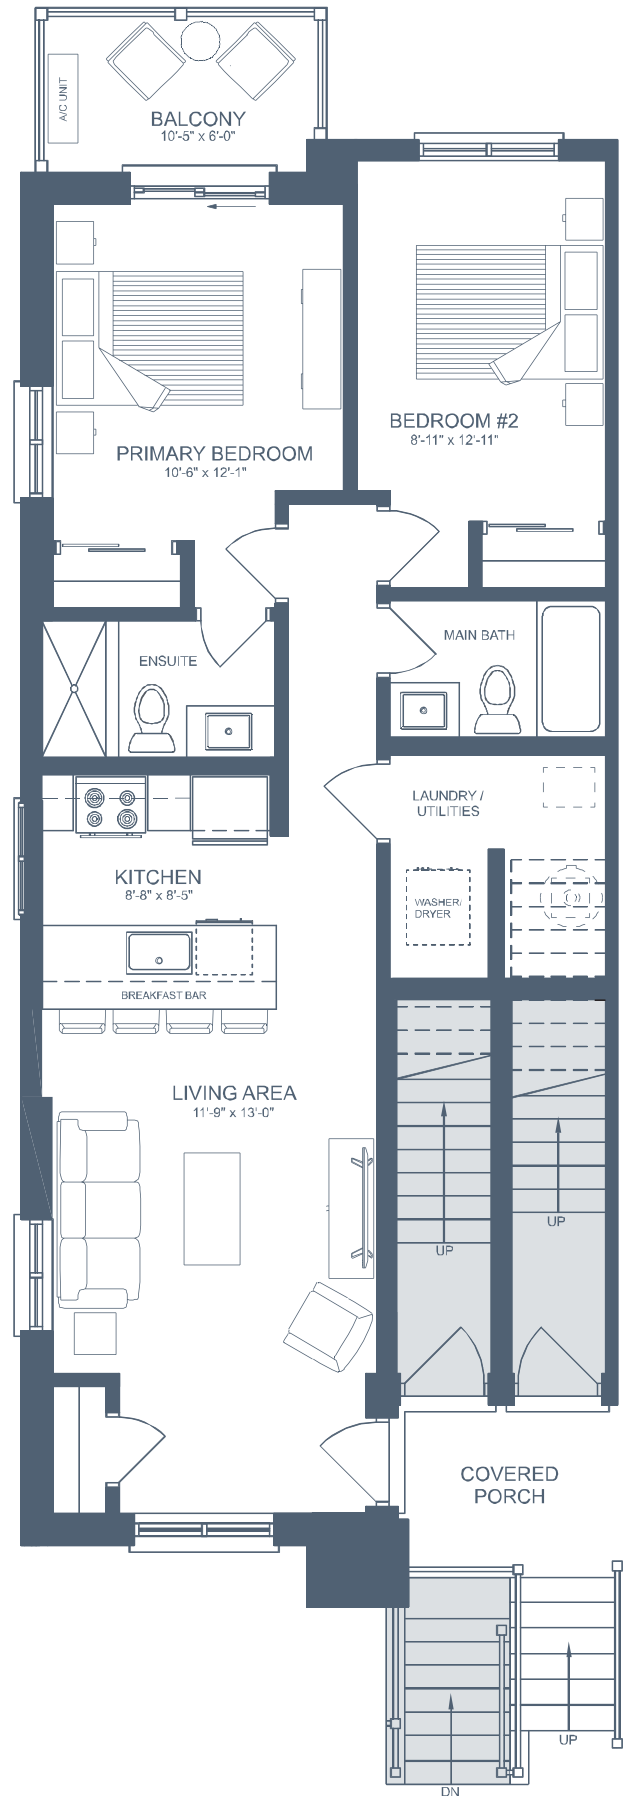 A/C UNIT
BALCONY
10'-5" x 6'-0"
BEDROOM #2
8'-11" x 12'-11"
PRIMARY BEDROOM
10'-6" x 12'-1"
MAIN BATH
ENSUITE
LAUNDRY /
UTILITIES
KITCHEN
8'-8" x 8'-5"
WASHER/
DRYER
BREAKFAST BAR
LIVING AREA
11'-9" x 13'-0"
UP
UP
COVERED
PORCH
UP
DN